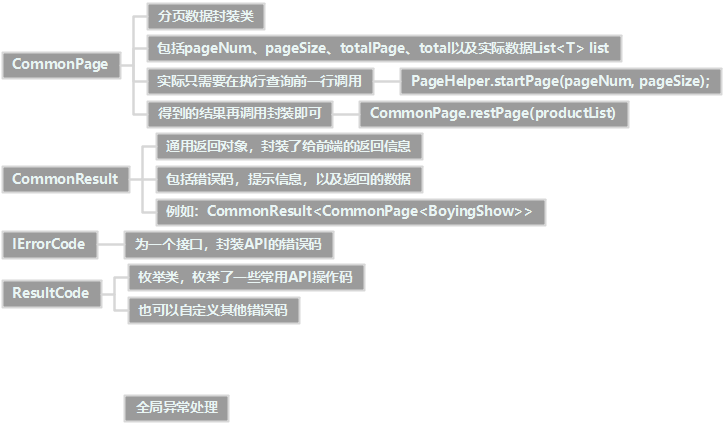 CommonPage
分页数据封装类
包括pageNum、pageSize、totalPage、total以及实际数据List<T> list
实际只需要在执行查询前一行调用
PageHelper.startPage(pageNum, pageSize);
得到的结果再调用封装即可
CommonPage.restPage(productList)
CommonResult
通用返回对象，封装了给前端的返回信息
包括错误码，提示信息，以及返回的数据
例如：CommonResult<CommonPage<BoyingShow>>
IErrorCode
为一个接口，封装API的错误码
ResultCode
枚举类，枚举了一些常用API操作码
也可以自定义其他错误码
全局异常处理